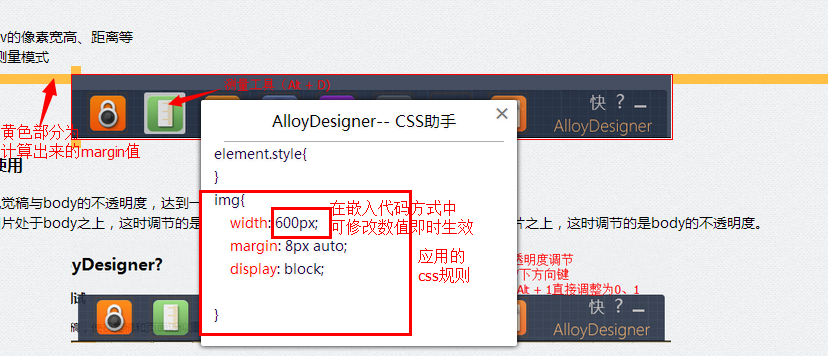 v的像素宽高、距离等
测量模式
测量工具（Alt + D)
快 ? –
AlloyDesigner
黄色部分为
计算出来的margin值
使用
AlloyDesigner-- CSS助手
element.style{
}
img{
width: 600px;
margin: 8px auto;
display: block;
}
在嵌入代码方式中
可修改数值即时生效
应用的
css规则
觉稿与body的不透明度，达到一
片处于body之上，这时调节的是
片之上，这时调节的是body的不透明度。
yDesigner?
透明度调节
下方向键
Alt + 1直接调整为0、1
快 ? –
AlloyDesigner